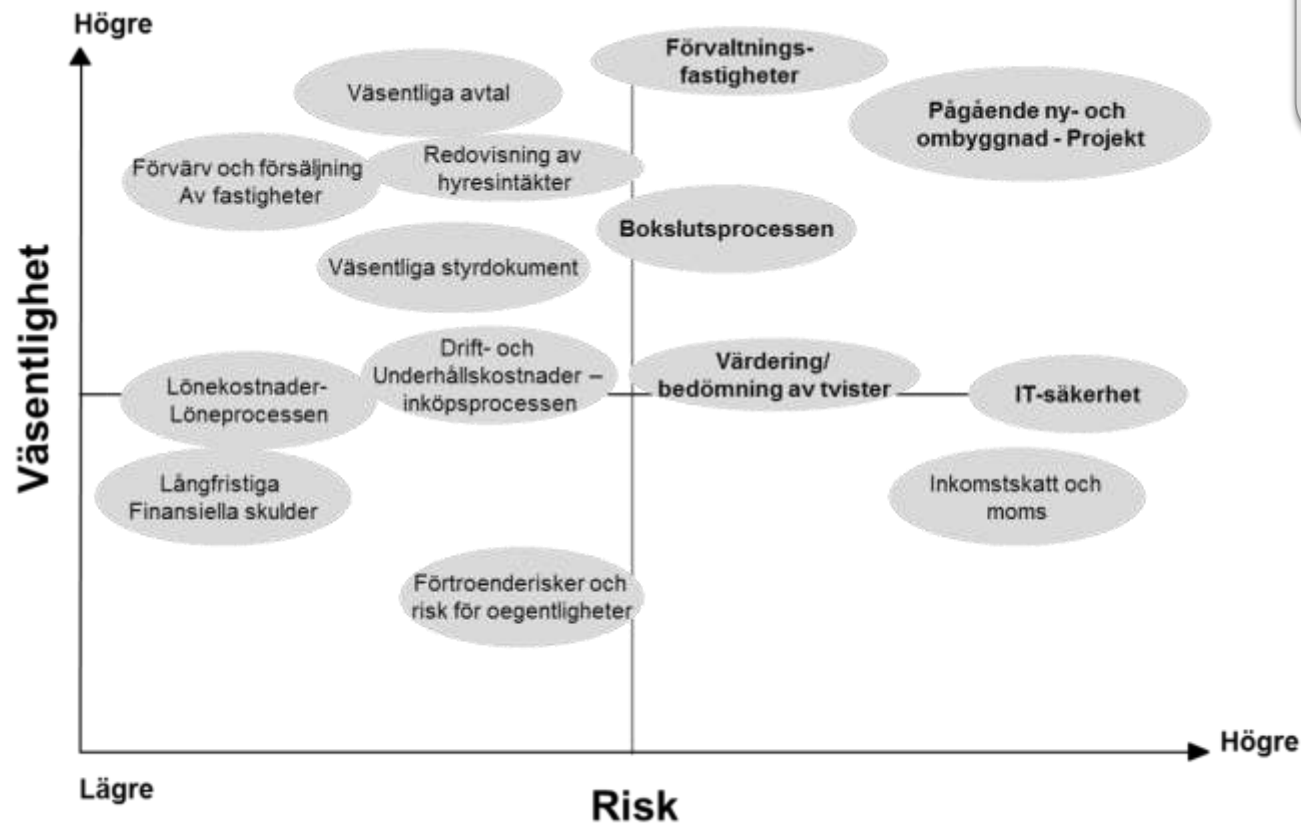 Högre
Förvaltnings-
fastigheter
Väsentliga avtal
Pågående ny- och
ombyggnad - Projekt
Förvärv och försäljning
Av fastigheter
Redovisning av
hyresintäkter
Bokslutsprocessen
Väsentliga styrdokument
Väsentlighet
Drift- och
Underhållskostnader –
inköpsprocessen
Värdering/
bedömning av tvister
Lönekostnader-
Löneprocessen
IT-säkerhet
Långfristiga
Finansiella skulder
Inkomstskatt och
moms
Förtroenderisker och
risk för oegentligheter
Högre
Lägre
Risk